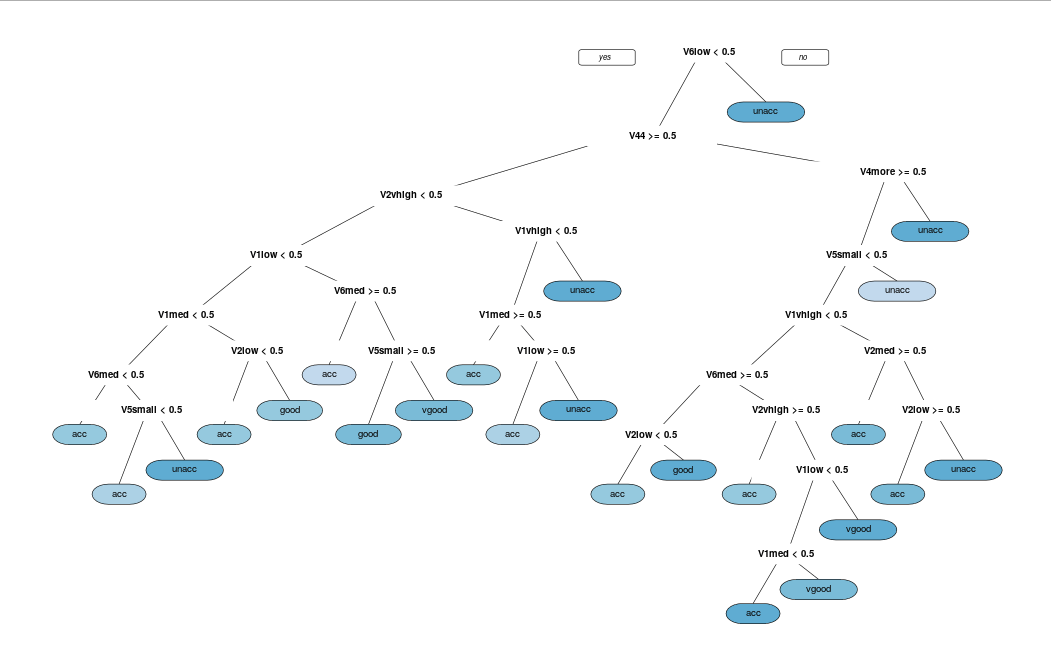 V6low < 0.5
yes
no
unacc
V44 >= 0.5
V4more >= 0.5
V2vhigh < 0.5
V1vhigh < 0.5
unacc
V1low < 0.5
V5small < 0.5
V6med >= 0.5
unacc
unacc
V1med < 0.5
V1med >= 0.5
V1vhigh < 0.5
V2low < 0.5
V5small >= 0.5
V1low >= 0.5
V2med >= 0.5
V6med < 0.5
acc
acc
V6med >= 0.5
V5small < 0.5
good
vgood
unacc
V2vhigh >= 0.5
V2low >= 0.5
acc
acc
good
acc
V2low < 0.5
acc
unacc
good
V1low < 0.5
unacc
acc
acc
acc
acc
vgood
V1med < 0.5
vgood
acc